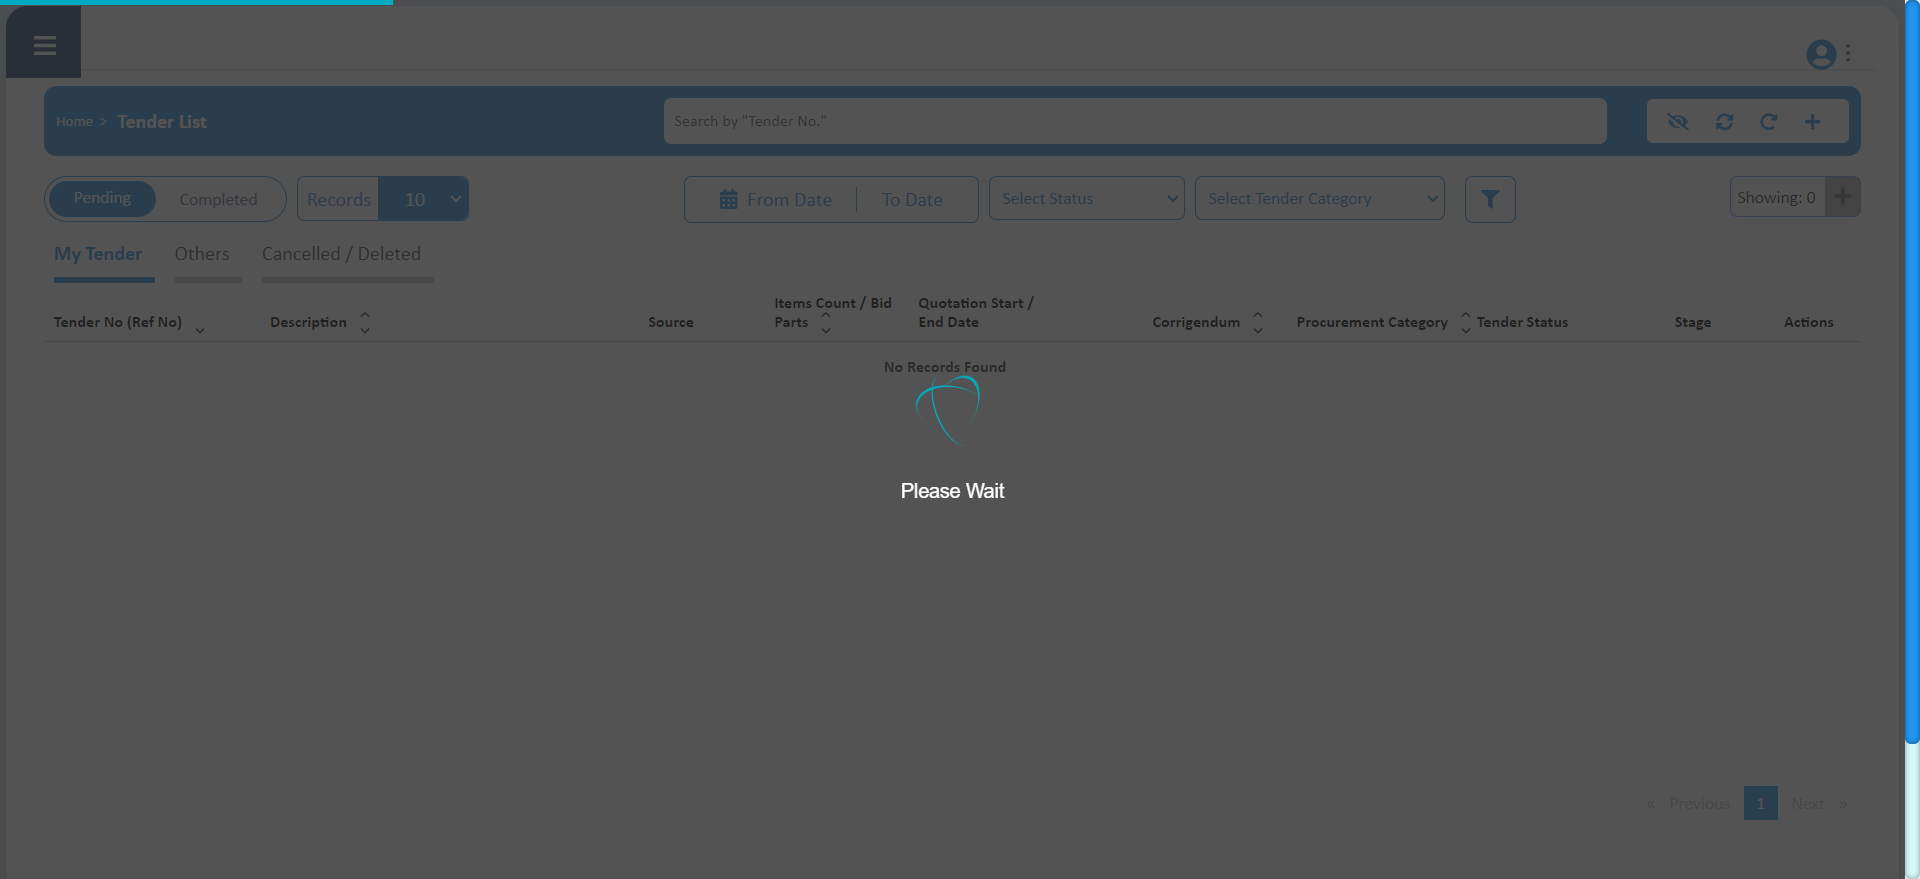 Home > Tender List
Search by "Tender No."
Pending
Completed
Records
10
From Date
To Date
Select Status
Select Tender Category
Showing: 0
My Tender
Others
Cancelled / Deleted
Tender No (Ref No)
Description
Source
Items Count / Bid
Parts
Quotation Start /
End Date
Corrigendum
Procurement Category
Tender Status
Stage
Actions
No Records Found
Please Wait
« Previous 1 Next »